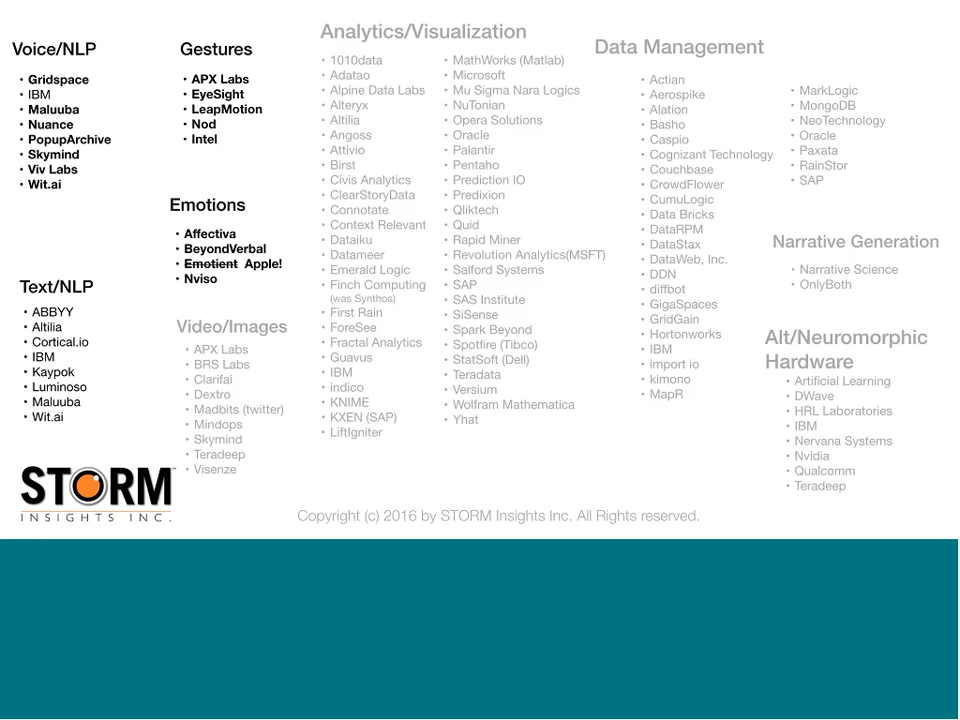 Voice/NLP
• Gridspace
• IBM
• Maluuba
• Nuance
• PopupArchive
• Skymind
• Viv Labs
• Wit.ai
Text/NLP
• ABBYY
• Altilia
• Cortical.io
• IBM
• Kaypok
• Luminoso
• Maluuba
• Wit.ai
Gestures
• APX Labs
• EyeSight
• LeapMotion
• Nod
• Intel
Emotions
• Affectiva
• BeyondVerbal
• Emotient Apple!
• Nviso
Video/Images
• APX Labs
• BRS Labs
• Clarifai
• Dextro
• Madbits (twitter)
• Mindops
• Skymind
• Teradeep
• Visenze
Analytics/Visualization
• 1010data
• Adatao
• Alpine Data Labs
• Alteryx
• Altilia
• Angoss
• Attivio
• Birst
• Civis Analytics
• ClearStoryData
• Connotate
• Context Relevant
• Dataiku
• Datameer
• Emerald Logic
• Finch Computing
(was Synthos)
• First Rain
• ForeSee
• Fractal Analytics
• Guavus
• IBM
• indico
• KNIME
• KXEN (SAP)
• LiftIgniter
• MathWorks (Matlab)
• Microsoft
• Mu Sigma Nara Logics
• NuTonian
• Opera Solutions
• Oracle
• Palantir
• Pentaho
• Prediction IO
• Predixion
• Qliktech
• Quid
• Rapid Miner
• Revolution Analytics(MSFT)
• Salford Systems
• SAP
• SAS Institute
• SiSense
• Spark Beyond
• Spotfire (Tibco)
• StatSoft (Dell)
• Teradata
• Versium
• Wolfram Mathematica
• Yhat
Data Management
• Actian
• Aerospike
• Alation
• Basho
• Caspio
• Cognizant Technology
• Couchbase
• CrowdFlower
• CumuLogic
• Data Bricks
• DataRPM
• DataStax
• DataWeb, Inc.
• DDN
• diffbot
• GigaSpaces
• GridGain
• Hortonworks
• IBM
• import io
• kimono
• MapR
• MarkLogic
• MongoDB
• NeoTechnology
• Oracle
• Paxata
• RainStor
• SAP
Narrative Generation
• Narrative Science
• OnlyBoth
Alt/Neuromorphic
Hardware
• Artificial Learning
• DWave
• HRL Laboratories
• IBM
• Nervana Systems
• Nvidia
• Qualcomm
• Teradeep
STORM™
INSIGHTS INC.
Copyright (c) 2016 by STORM Insights Inc. All Rights reserved.